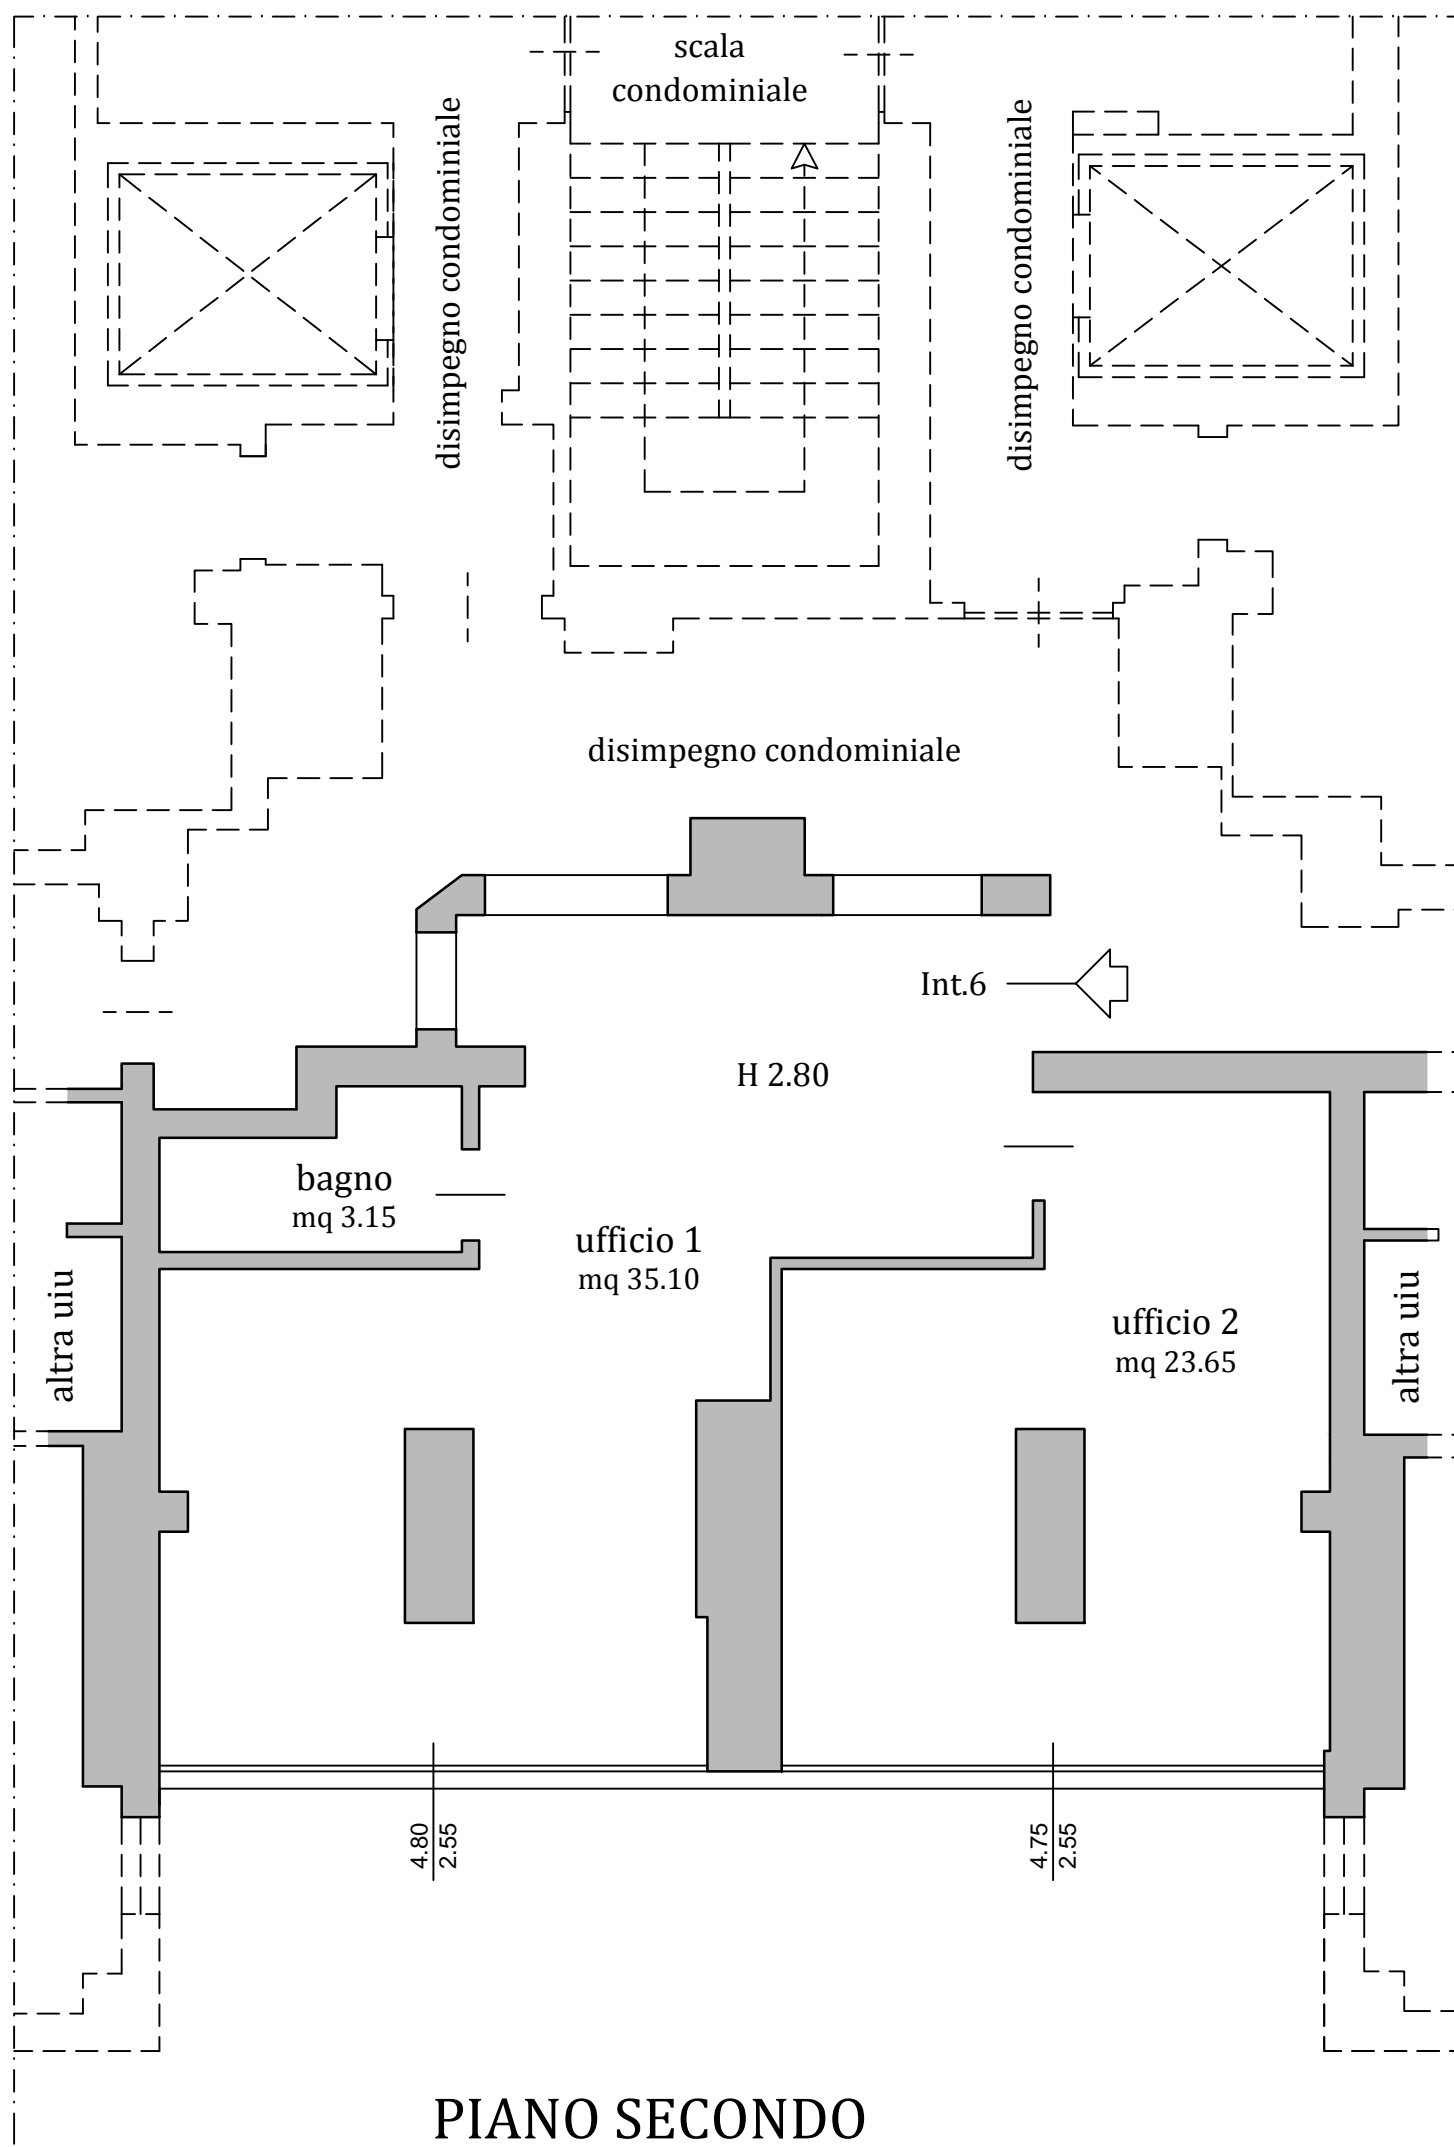 scala
condominiale
disimpegno condominiale
disimpegno condominiale
disimpegno condominiale
Int.6
H 2.80
bagno
mq 3.15
ufficio 1
mq 35.10
ufficio 2
mq 23.65
altra uiu
altra uiu
4.80
2.55
4.75
2.55
PIANO SECONDO